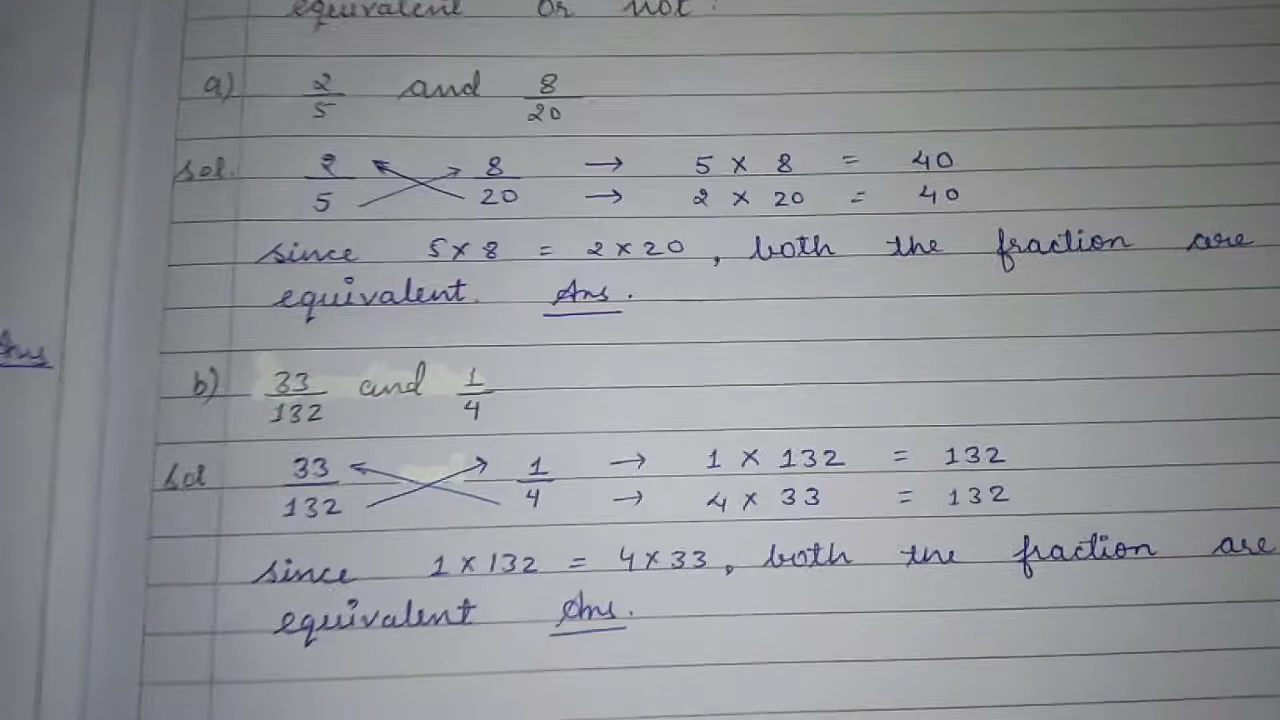 equivalent or not.
a) 2/5 and 8/20
sol. 2/5 8/20 → 5 × 8 = 40
→ 2 × 20 = 40
since 5 × 8 = 2 × 20, both the fraction are
equivalent. Ans.
Ans
b) 33/132 and 1/4
sol 33/132 1/4 → 1 × 132 = 132
→ 4 × 33 = 132
since 1 × 132 = 4 × 33, both the fraction are
equivalent Ans.